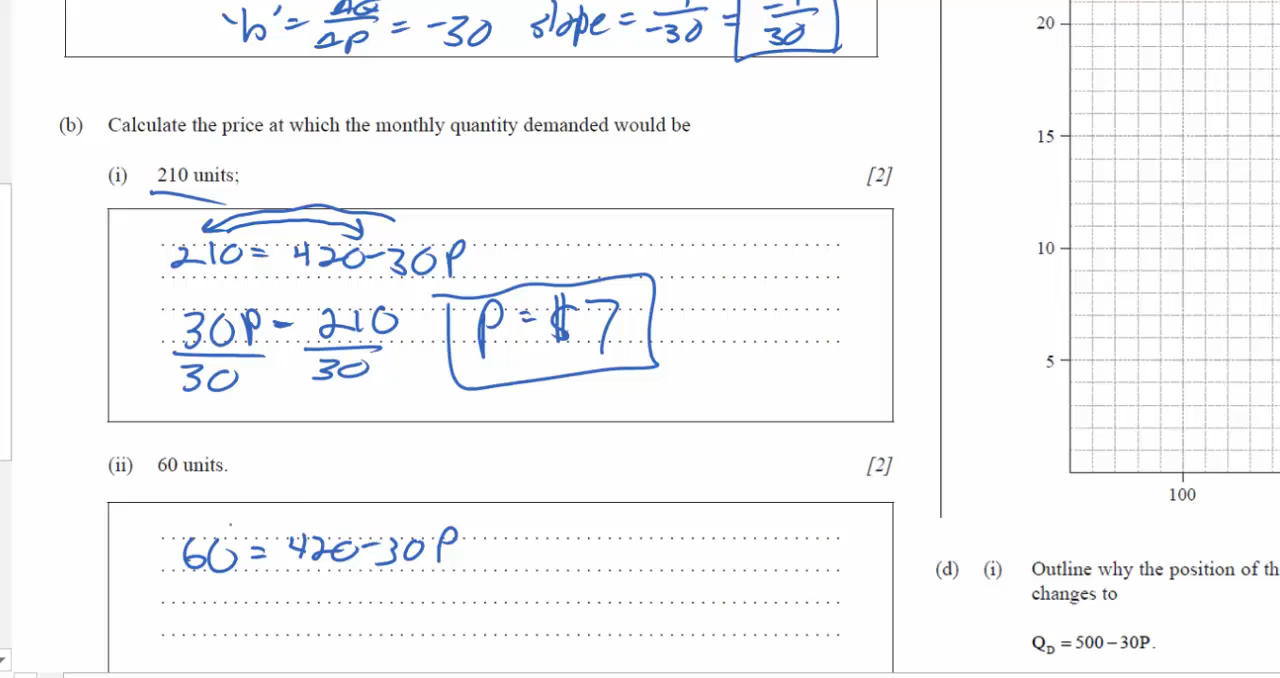 'b' = ΔQ/ΔP = -30 slope = 1/-30 = -1/30
(b) Calculate the price at which the monthly quantity demanded would be
(i) 210 units; [2]
210 = 420-30P
30P - 210
30 30
P = $7
(ii) 60 units. [2]
60 = 420-30P
20
15
10
5
100
(d) (i) Outline why the position of th
changes to
Q_D = 500 – 30P.